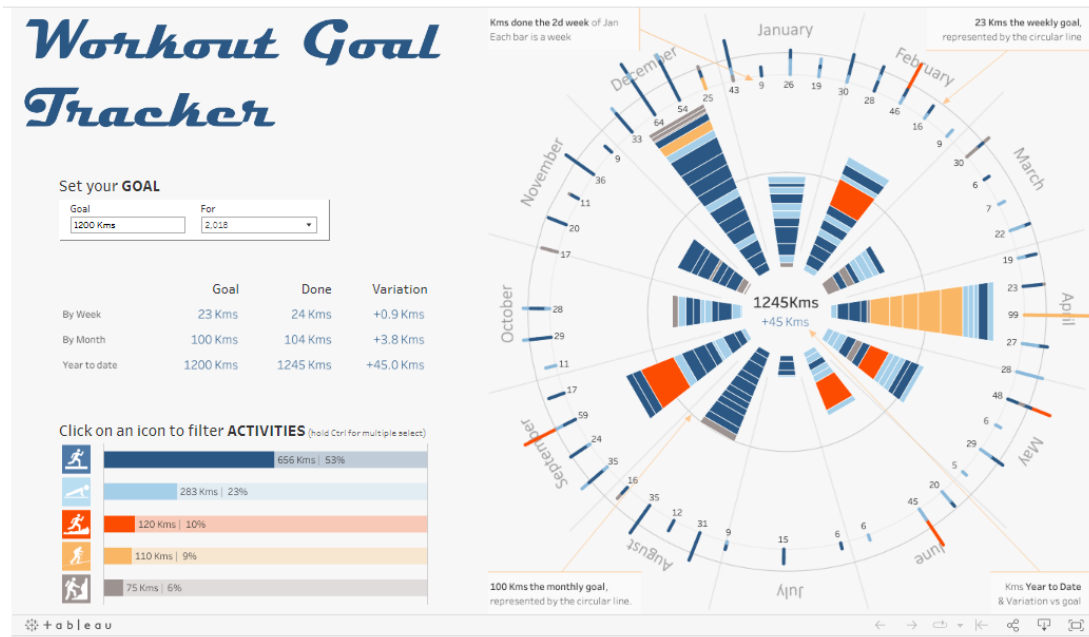 Workout Goal
Tracker
Set your GOAL
Goal
For
1200 Kms
2,018
Goal Done Variation
By Week 23 Kms 24 Kms +0.9 Kms
By Month 100 Kms 104 Kms +3.8 Kms
Year to date 1200 Kms 1245 Kms +45.0 Kms
Click on an icon to filter ACTIVITIES (hold Ctrl for multiple select)
656 Kms | 53%
283 Kms | 23%
120 Kms | 10%
110 Kms | 9%
75 Kms | 6%
Kms done the 2d week of Jan
Each bar is a week
23 Kms the weekly goal,
represented by the circular line
January
9
26
19
30
28
February
46
16
9
30
March
6
7
22
19
23
April
99
27
28
48
6
May
29
5
20
45
June
6
6
July
15
9
31
12
August
35
16
35
24
September
59
17
11
29
October
28
17
20
11
November
36
9
33
64
December
54
25
43
1245Kms
+45 Kms
100 Kms the monthly goal,
represented by the circular line.
Kms Year to Date
& Variation vs goal
+ a b l e a u